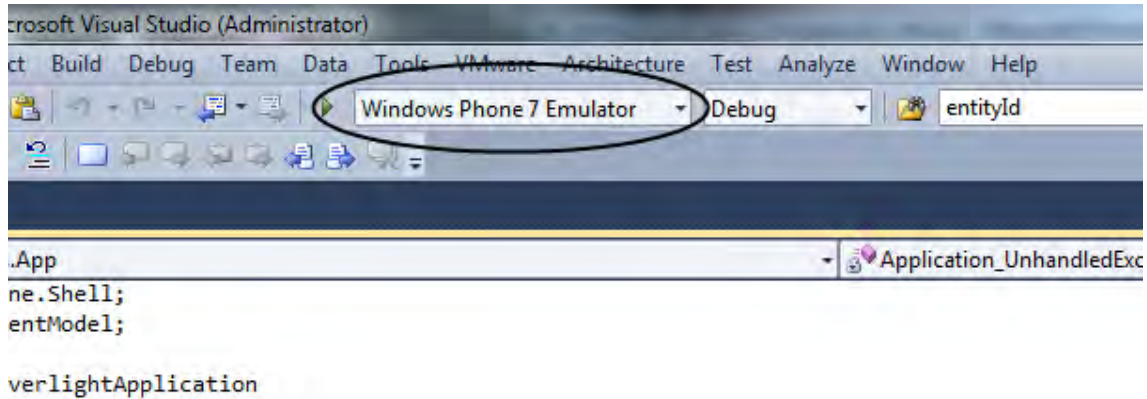 crosoft Visual Studio (Administrator)
ct Build Debug Team Data Tools VMware Architecture Test Analyze Window Help
Windows Phone 7 Emulator Debug entityId
.App Application_UnhandledExc
ne.Shell;
entModel;
verlightApplication